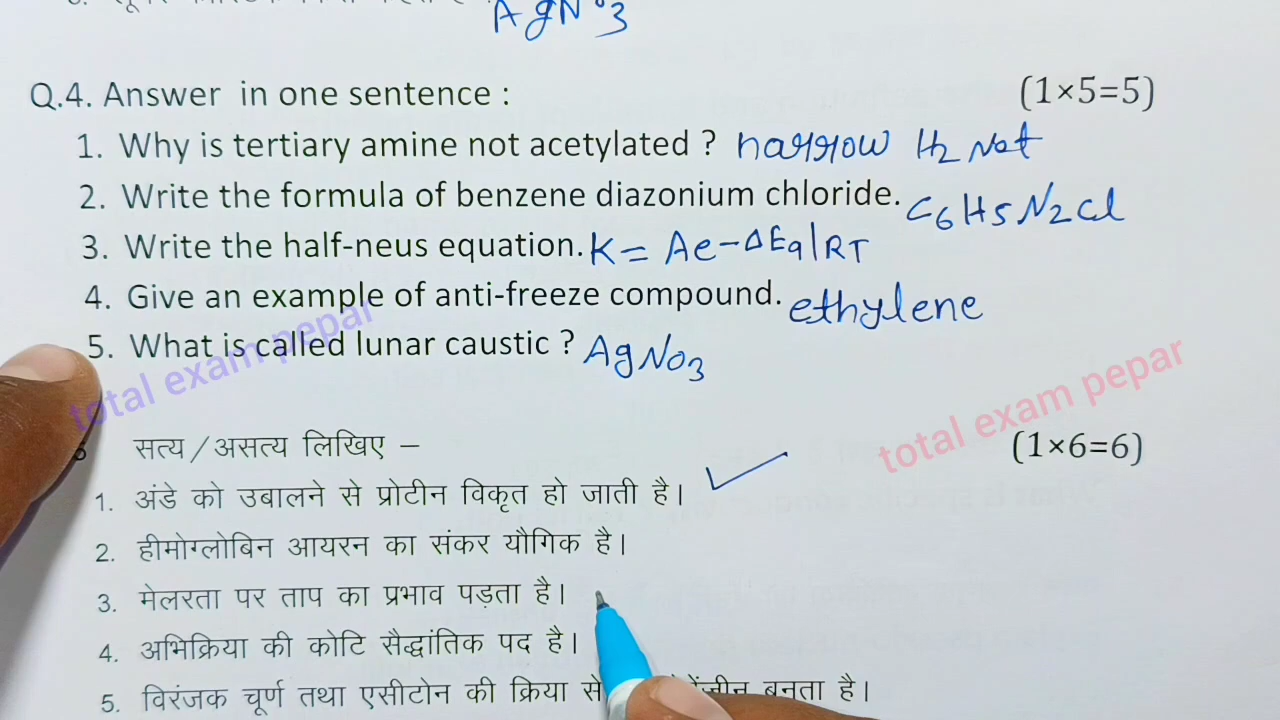 AgNO3
Q.4. Answer in one sentence : (1×5=5)
1. Why is tertiary amine not acetylated ? narrow H2 Not
2. Write the formula of benzene diazonium chloride. C6H5N2Cl
3. Write the half-neus equation. K= Ae-ΔEa|RT
4. Give an example of anti-freeze compound. ethylene
5. What is called lunar caustic ? AgNO3
total exam pepar
total exam pepar
सत्य / असत्य लिखिए – (1×6=6)
1. अंडे को उबालने से प्रोटीन विकृत हो जाती है।
2. हीमोग्लोबिन आयरन का संकर यौगिक है।
3. मेलरता पर ताप का प्रभाव पड़ता है।
4. अभिक्रिया की कोटि सैद्धांतिक पद है।
5. विरंजक चूर्ण तथा एसीटोन की क्रिया से बनता है।